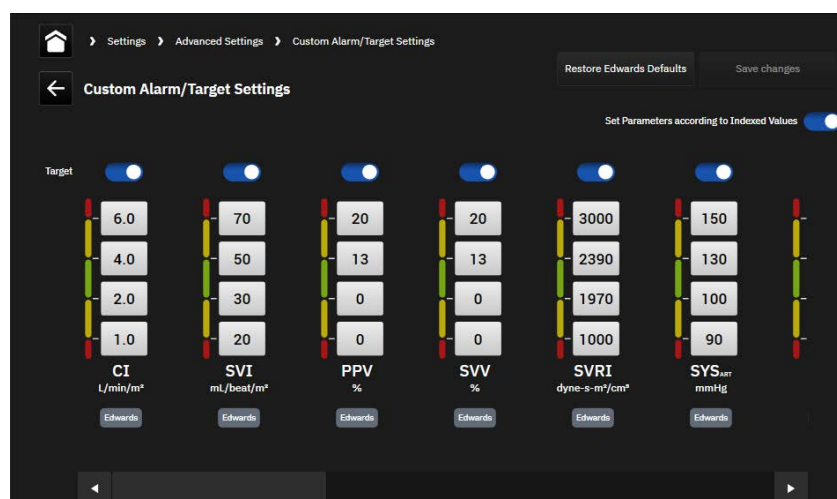 Settings Advanced Settings Custom Alarm/Target Settings
Restore Edwards Defaults Save changes
Custom Alarm/Target Settings
Set Parameters according to Indexed Values
Target
6.0 70 20 20 3000 150
4.0 50 13 13 2390 130
2.0 30 0 0 1970 100
1.0 20 0 0 1000 90
CI SVI PPV SVV SVRI SYSART
L/min/m² mL/beat/m² % % dyne-s-m²/cm⁵ mmHg
Edwards Edwards Edwards Edwards Edwards Edwards